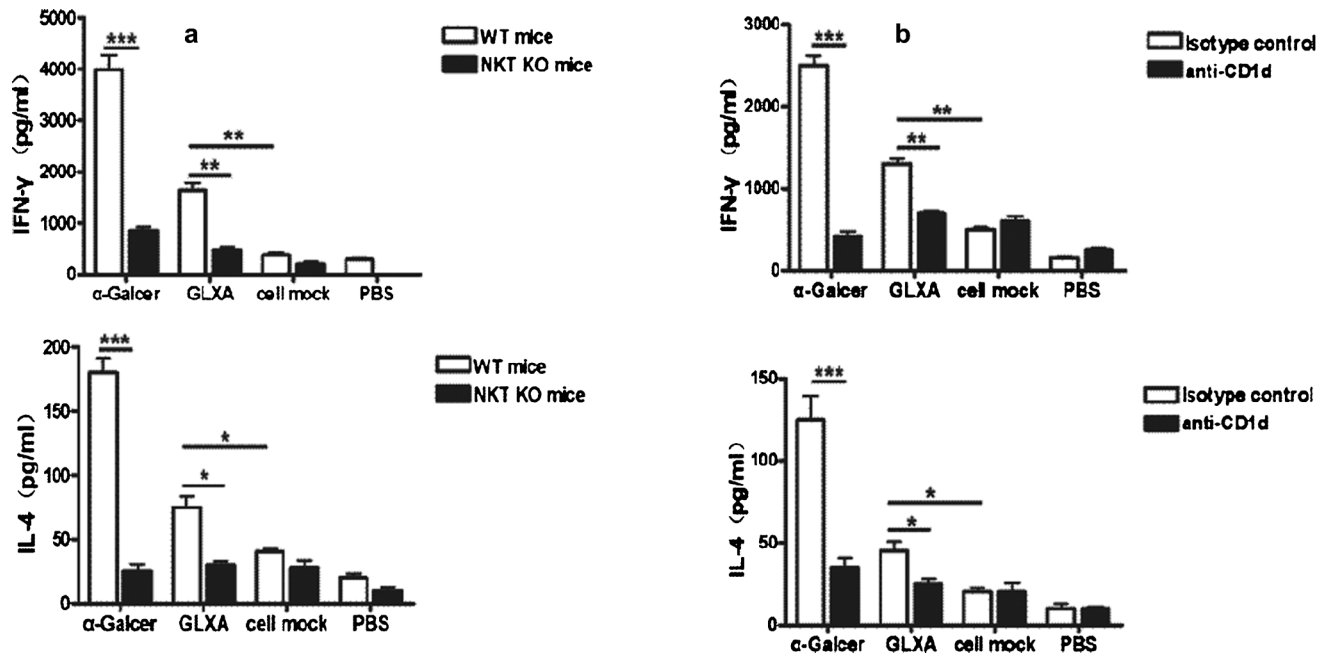 a
***
**
**
WT mice
NKT KO mice
IFN-γ (pg/ml)
5000
4000
3000
2000
1000
0
α-Galcer GLXA cell mock PBS
b
***
**
**
Isotype control
anti-CD1d
IFN-γ (pg/ml)
3000
2000
1000
0
α-Galcer GLXA cell mock PBS
***
*
*
WT mice
NKT KO mice
IL-4 (pg/ml)
200
150
100
50
0
α-Galcer GLXA cell mock PBS
***
*
*
Isotype control
anti-CD1d
IL-4 (pg/ml)
150
100
50
0
α-Galcer GLXA cell mock PBS